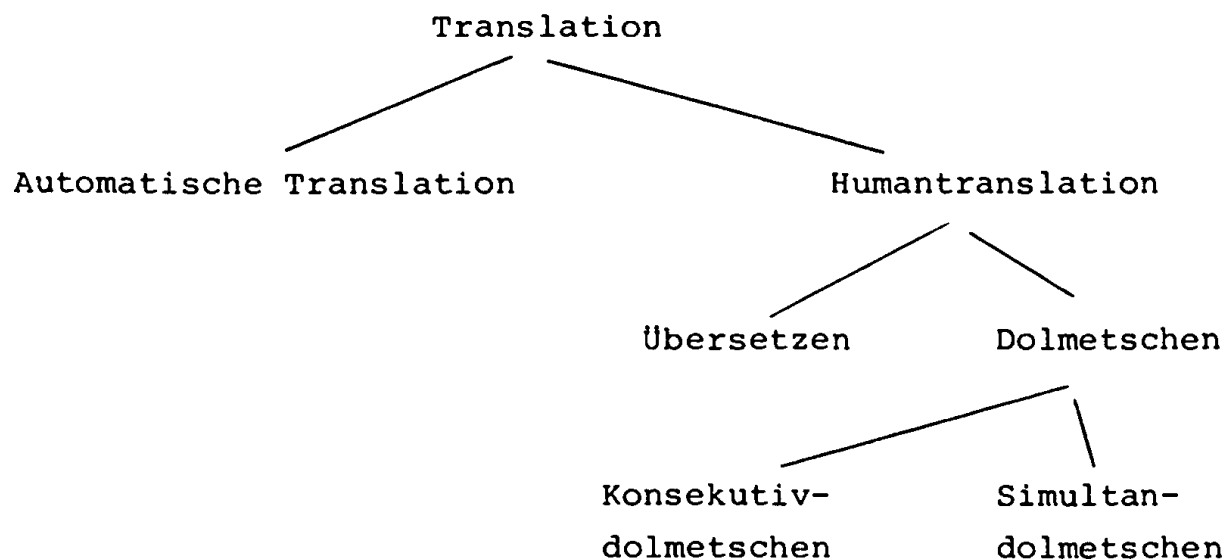 Translation
Automatische Translation Humantranslation
Übersetzen Dolmetschen
Konsekutiv- Simultan-
dolmetschen dolmetschen